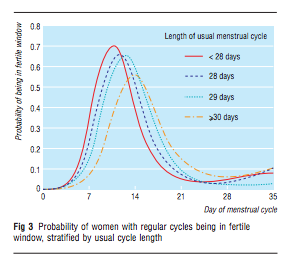 0.8
0.7
0.6
0.5
0.4
0.3
0.2
0.1
0
Probability of being in fertile window
Length of usual menstrual cycle
< 28 days
28 days
29 days
⩾30 days
0 7 14 21 28 35
Day of menstrual cycle
Fig 3 Probability of women with regular cycles being in fertile
window, stratified by usual cycle length